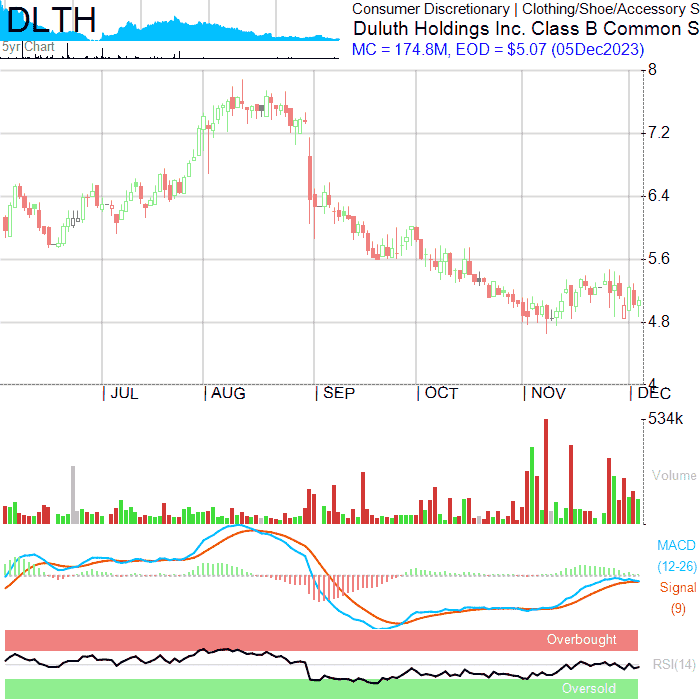 DLTH
5yr Chart
Consumer Discretionary | Clothing/Shoe/Accessory S
Duluth Holdings Inc. Class B Common S
MC = 174.8M, EOD = $5.07 (05Dec2023)
8
7.2
6.4
5.6
4.8
4
JUL AUG SEP OCT NOV DEC
534k
Volume
MACD
(12-26)
Signal
(9)
Overbought
RSI(14)
Oversold